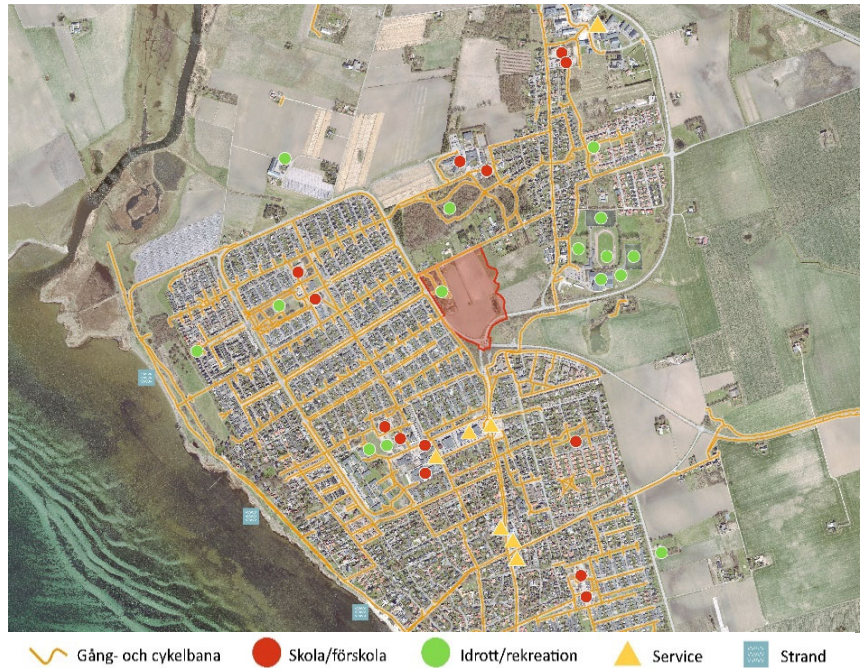 Gång- och cykelbana
Skola/förskola
Idrott/rekreation
Service
Strand